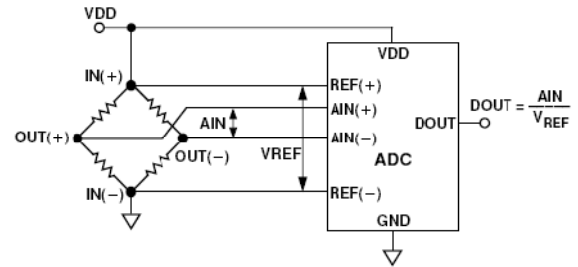 VDD
IN(+)
OUT(+)
OUT(−)
IN(−)
AIN
VREF
VDD
REF(+)
AIN(+)
AIN(−)
REF(−)
DOUT
ADC
GND
DOUT = AIN / VREF